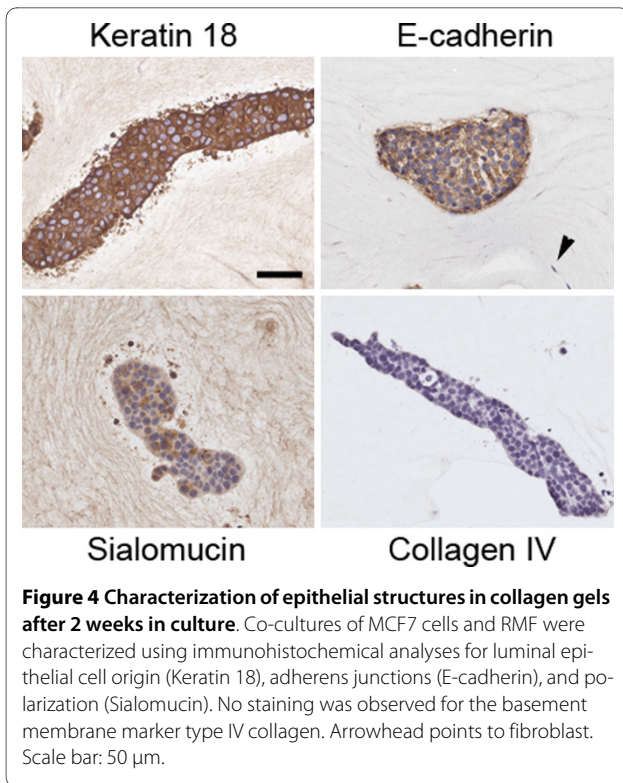 Keratin 18
E-cadherin
Sialomucin
Collagen IV
Figure 4 Characterization of epithelial structures in collagen gels
after 2 weeks in culture. Co-cultures of MCF7 cells and RMF were
characterized using immunohistochemical analyses for luminal epi-
thelial cell origin (Keratin 18), adherens junctions (E-cadherin), and po-
larization (Sialomucin). No staining was observed for the basement
membrane marker type IV collagen. Arrowhead points to fibroblast.
Scale bar: 50 μm.